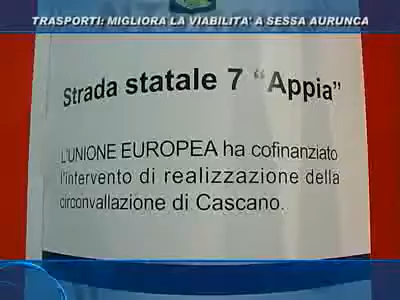 TRASPORTI: MIGLIORA LA VIABILITA' A SESSA AURUNCA
Strada statale 7 "Appia"
L'UNIONE EUROPEA ha cofinanziato
l'intervento di realizzazione della
circonvallazione di Cascano.